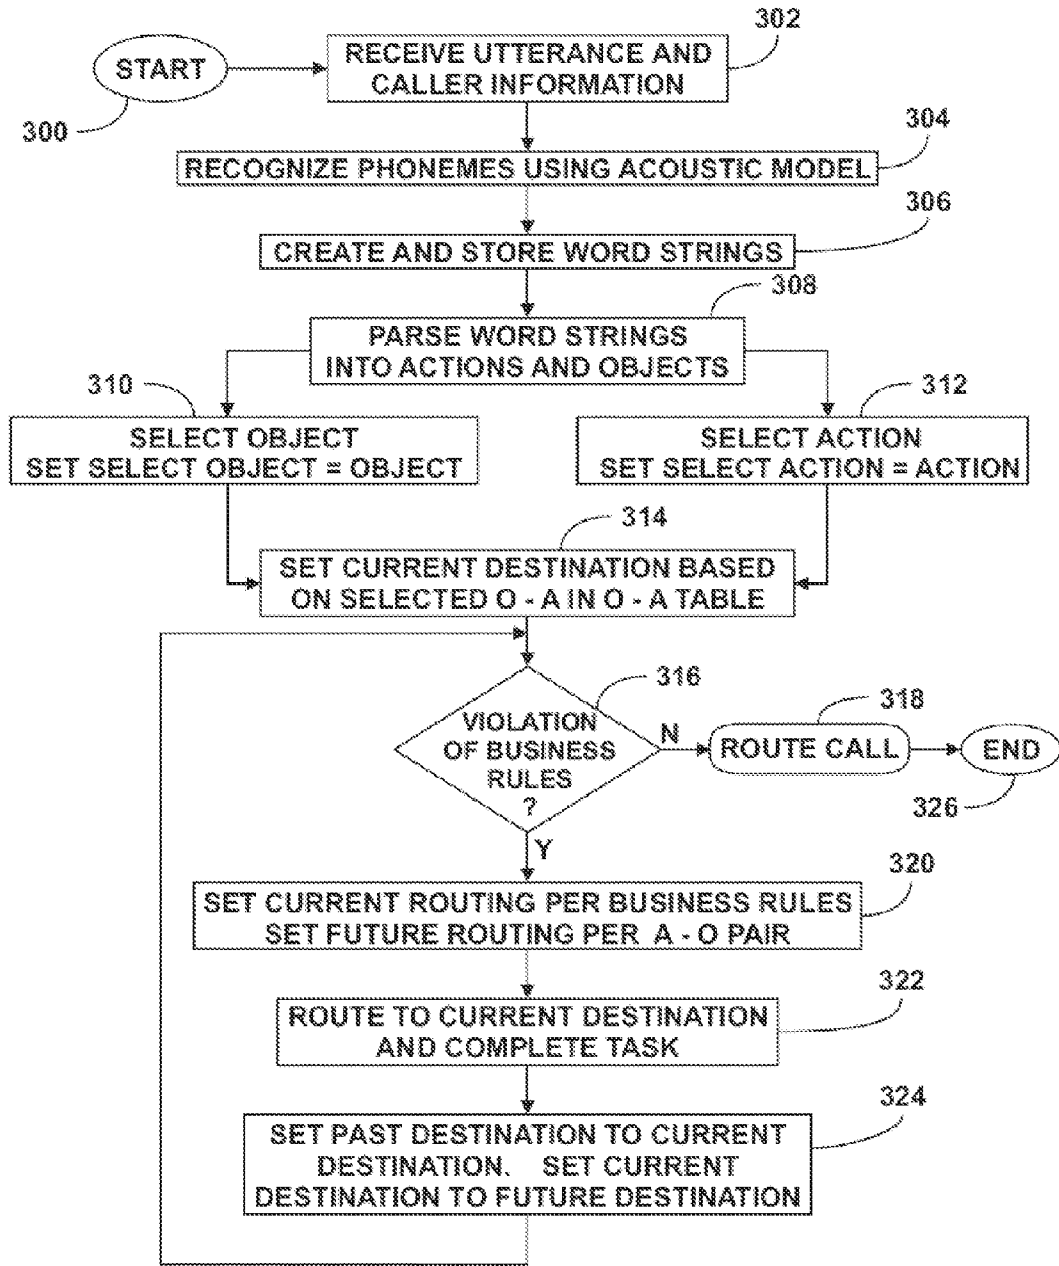 302
RECEIVE UTTERANCE AND
CALLER INFORMATION
START
300
304
RECOGNIZE PHONEMES USING ACOUSTIC MODEL
306
CREATE AND STORE WORD STRINGS
308
PARSE WORD STRINGS
INTO ACTIONS AND OBJECTS
310
SELECT OBJECT
SET SELECT OBJECT = OBJECT
312
SELECT ACTION
SET SELECT ACTION = ACTION
314
SET CURRENT DESTINATION BASED
ON SELECTED O - A IN O - A TABLE
316
VIOLATION
OF BUSINESS
RULES
?
N
318
ROUTE CALL
END
326
Y
320
SET CURRENT ROUTING PER BUSINESS RULES
SET FUTURE ROUTING PER A - O PAIR
322
ROUTE TO CURRENT DESTINATION
AND COMPLETE TASK
324
SET PAST DESTINATION TO CURRENT
DESTINATION. SET CURRENT
DESTINATION TO FUTURE DESTINATION